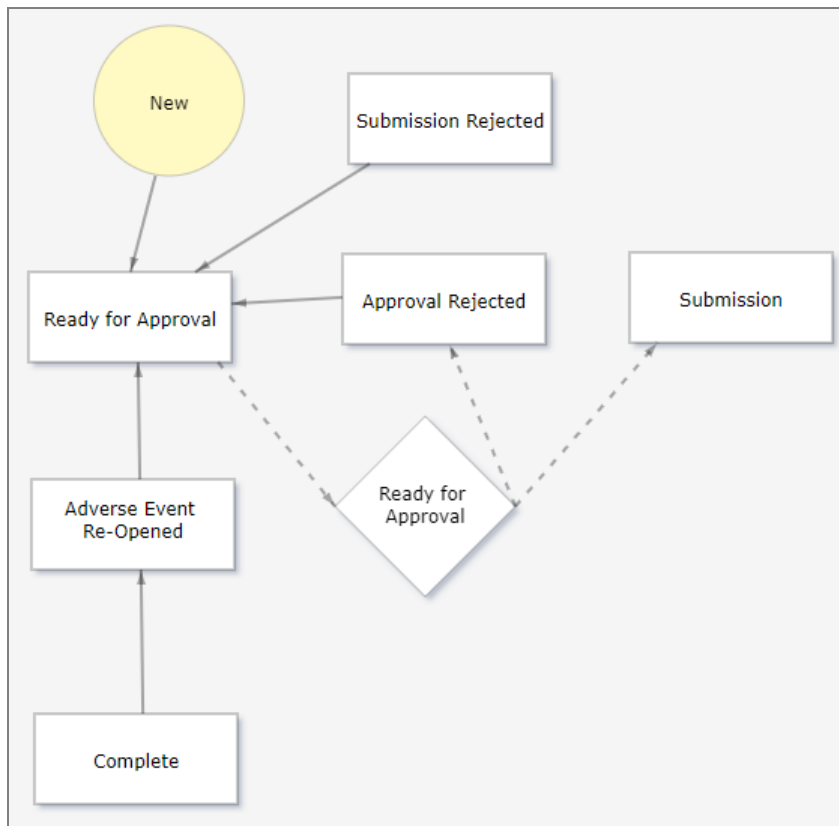 New
Submission Rejected
Ready for Approval
Approval Rejected
Submission
Ready for
Approval
Adverse Event
Re-Opened
Complete